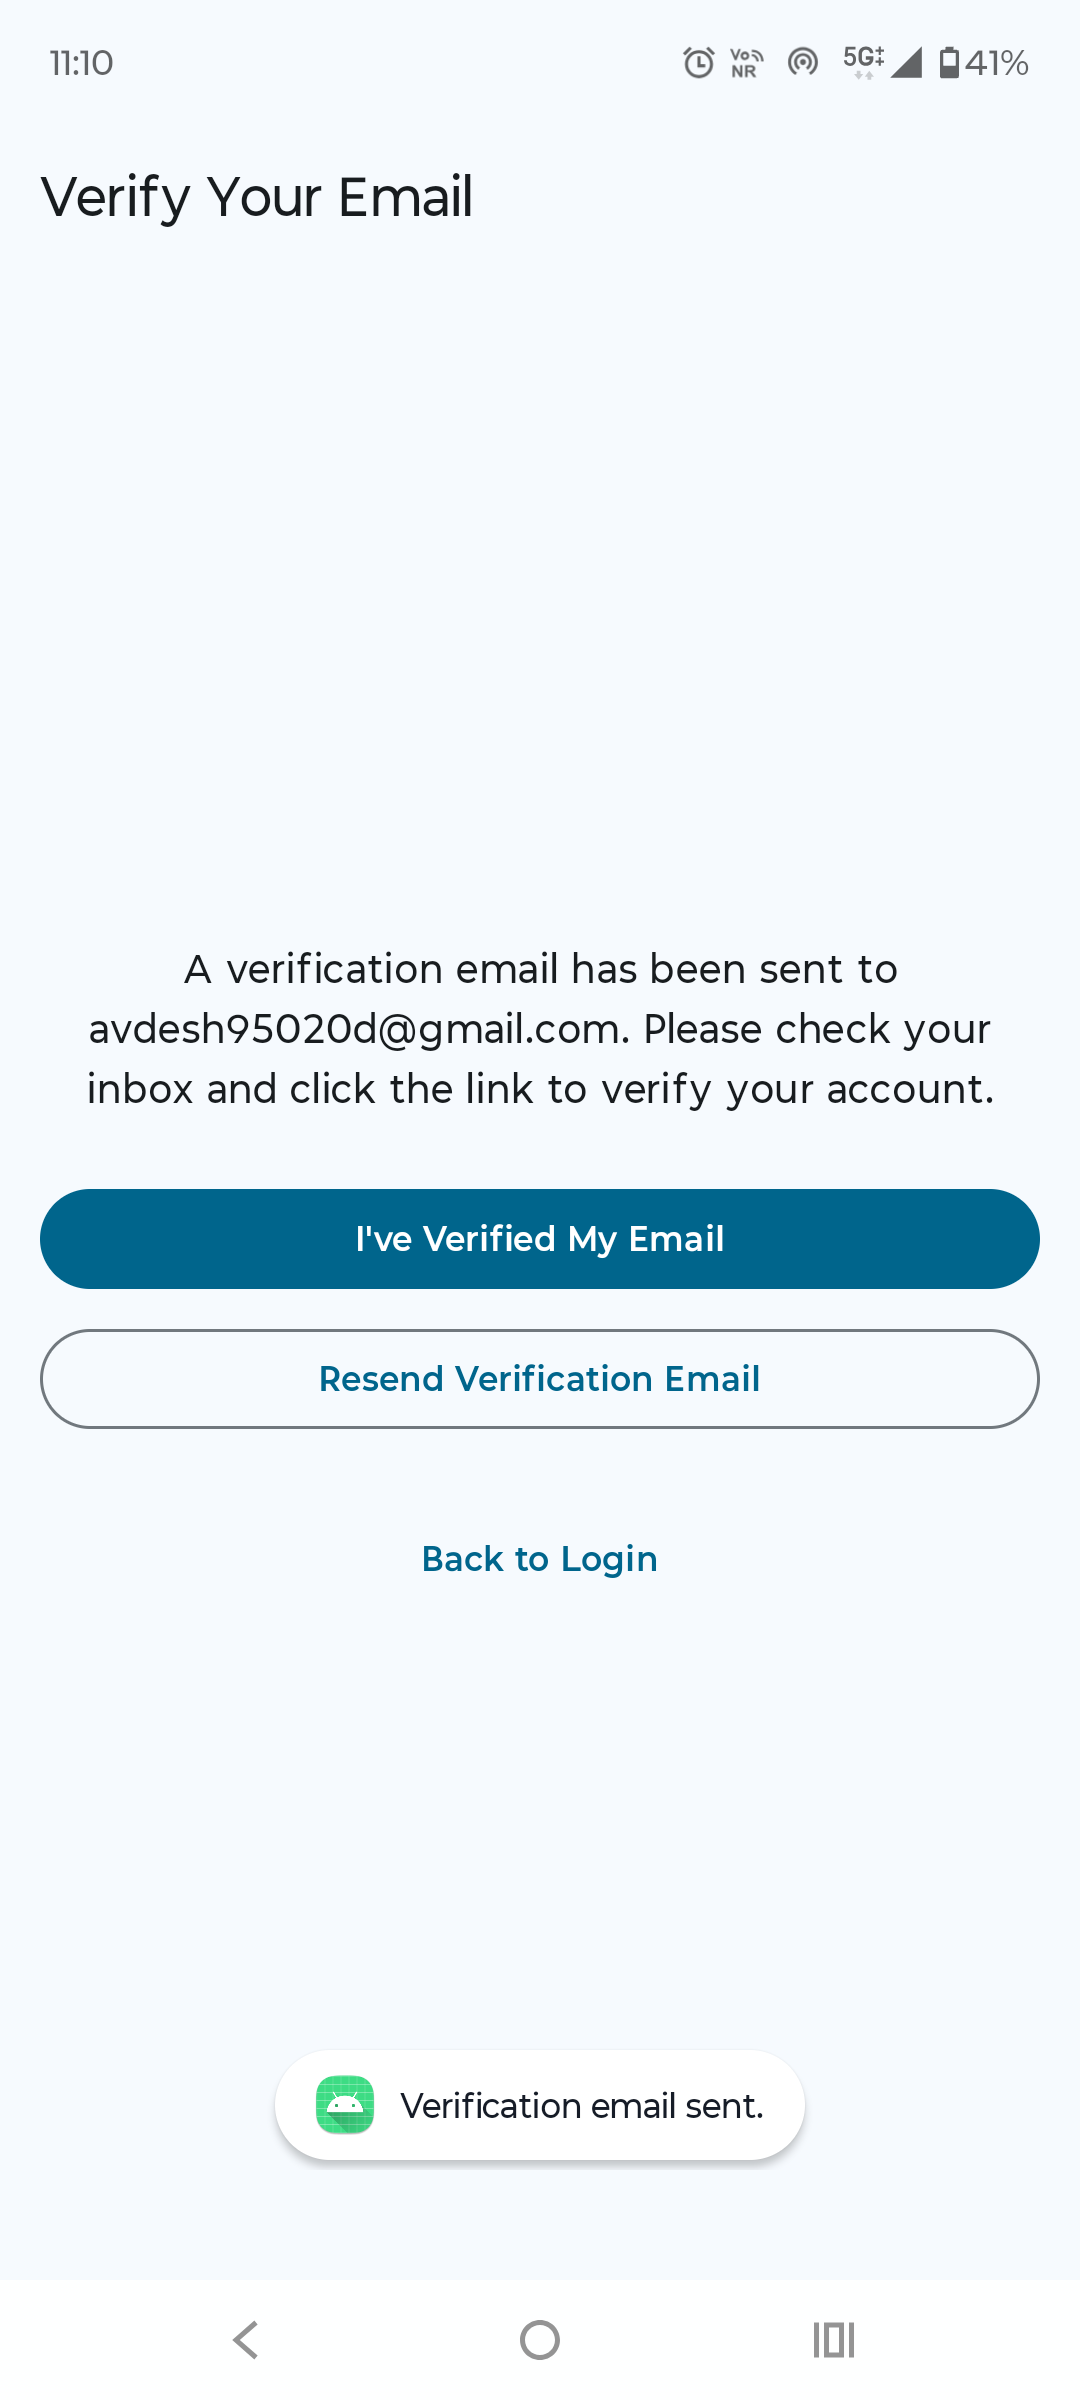 11:10
Vo NR 5G 41%
Verify Your Email
A verification email has been sent to
avdesh95020d@gmail.com. Please check your
inbox and click the link to verify your account.
I've Verified My Email
Resend Verification Email
Back to Login
Verification email sent.